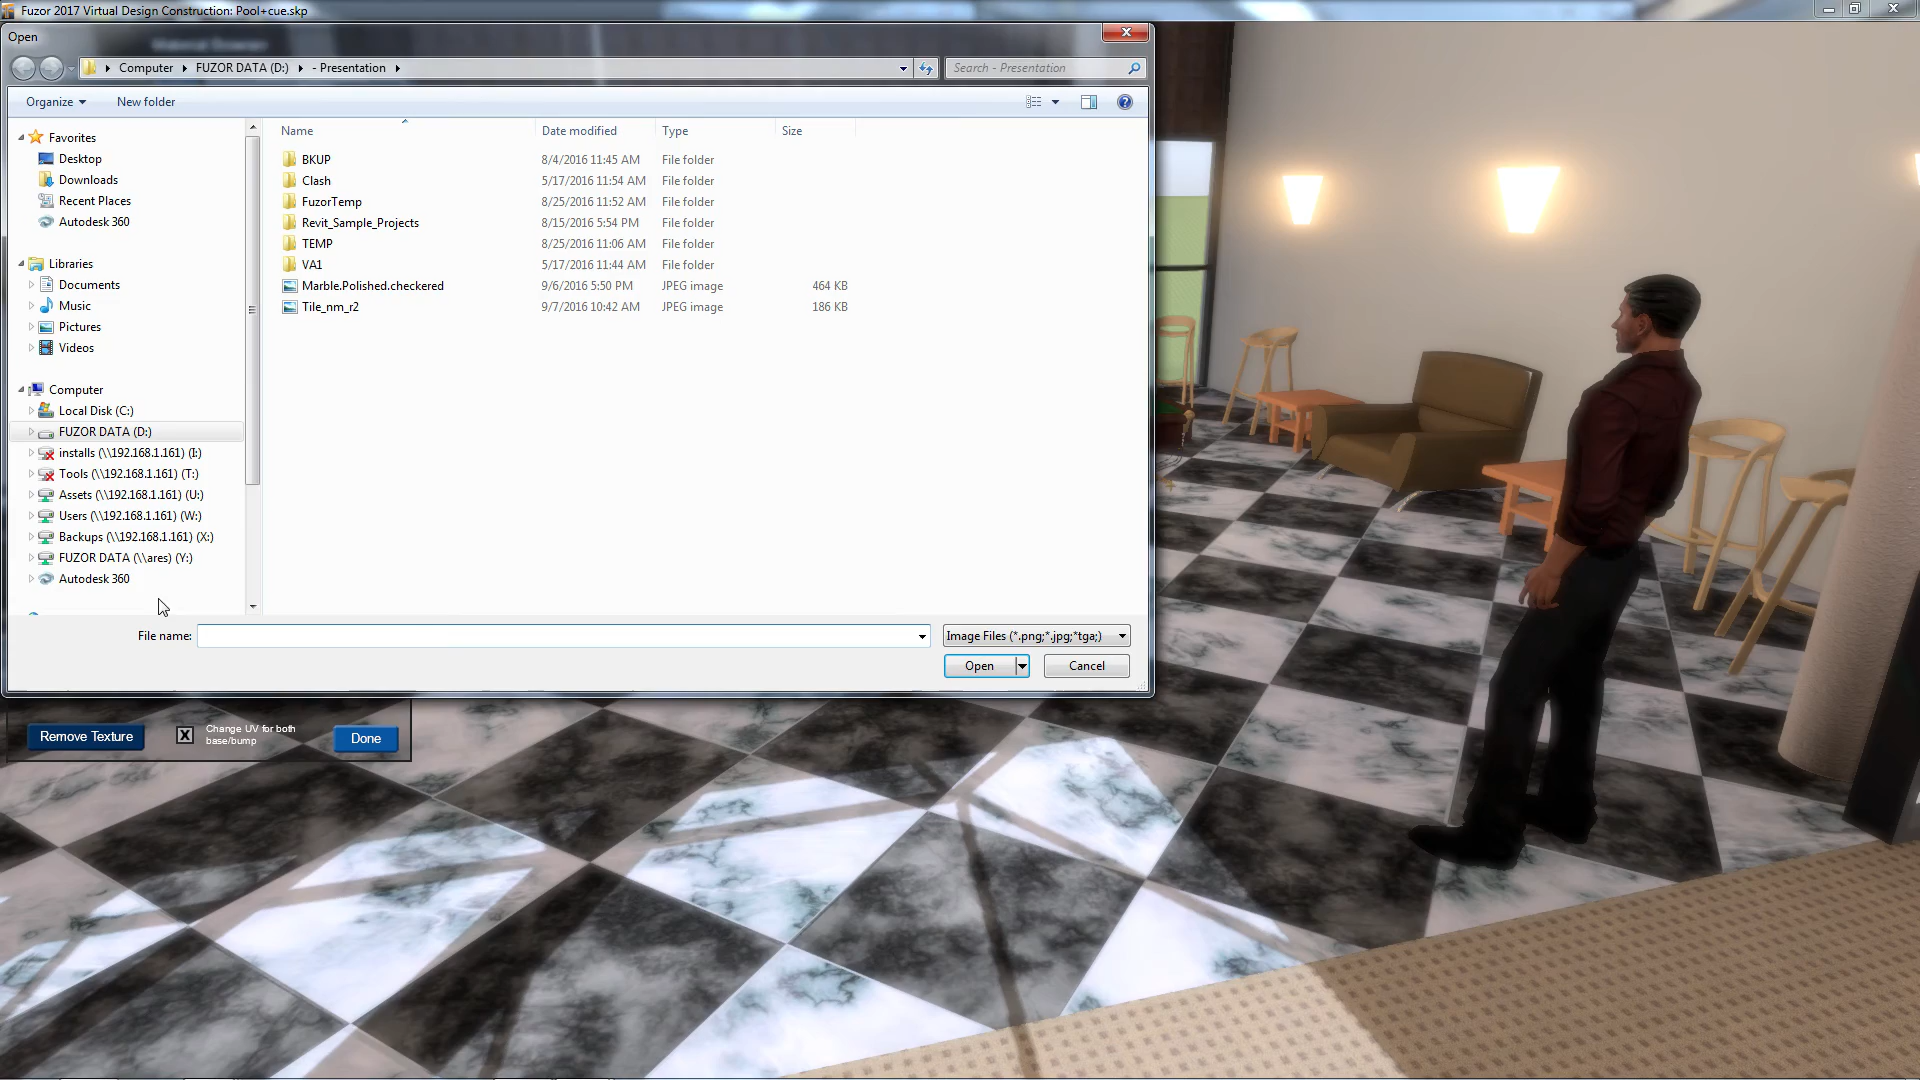 Fuzor 2017 Virtual Design Construction: Pool+cue.skp
Open
Computer FUZOR DATA (D:) - Presentation
Search - Presentation
Organize New folder
Name Date modified Type Size
Favorites
Desktop
Downloads
Recent Places
Autodesk 360
Libraries
Documents
Music
Pictures
Videos
Computer
Local Disk (C:)
FUZOR DATA (D:)
installs (\\192.168.1.161) (I:)
Tools (\\192.168.1.161) (T:)
Assets (\\192.168.1.161) (U:)
Users (\\192.168.1.161) (W:)
Backups (\\192.168.1.161) (X:)
FUZOR DATA (\\ares) (Y:)
Autodesk 360
BKUP 8/4/2016 11:45 AM File folder
Clash 5/17/2016 11:54 AM File folder
FuzorTemp 8/25/2016 11:52 AM File folder
Revit_Sample_Projects 8/15/2016 5:54 PM File folder
TEMP 8/25/2016 11:06 AM File folder
VA1 5/17/2016 11:44 AM File folder
Marble.Polished.checkered 9/6/2016 5:50 PM JPEG image 464 KB
Tile_nm_r2 9/7/2016 10:42 AM JPEG image 186 KB
File name: Image Files (*.png;*.jpg;*tga;)
Open Cancel
Remove Texture X Change UV for both
base/bump
Done